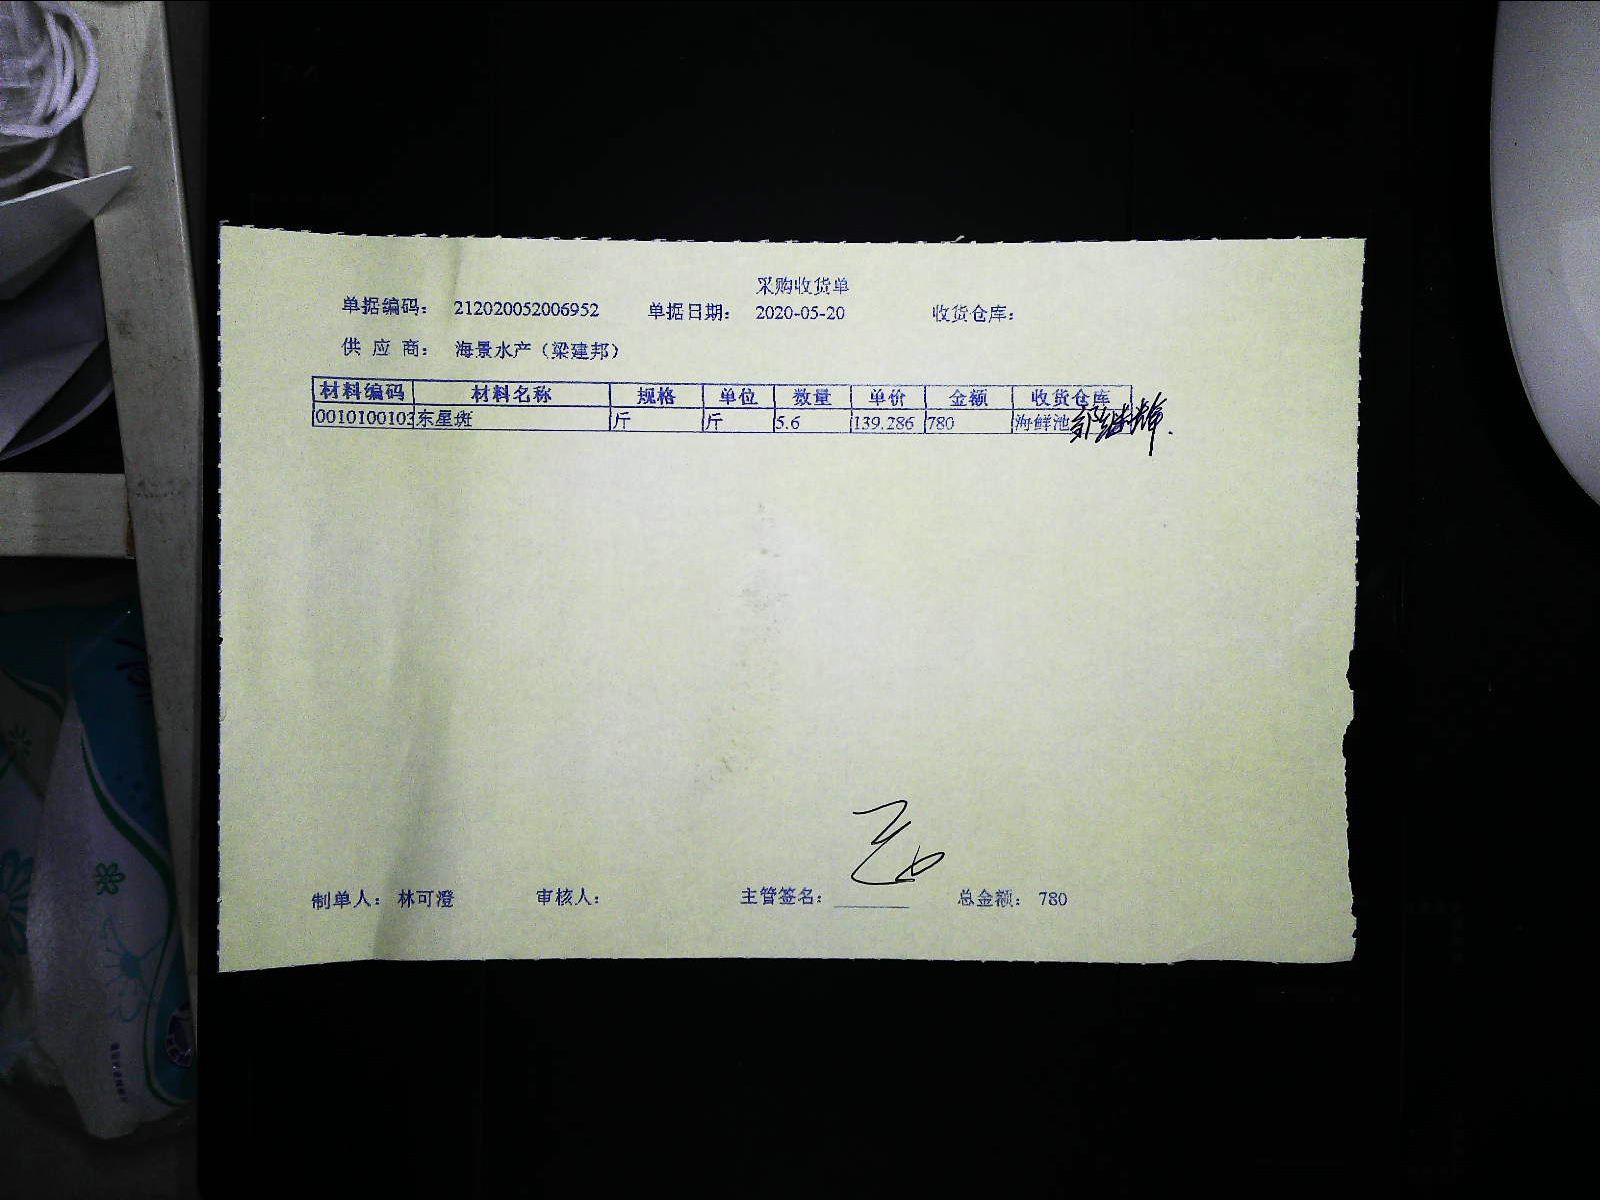 采购收货单
单据编码: 212020052006952 单据日期: 2020-05-20 收货仓库:
供 应 商: 海景水产(梁建邦)
材料编码 材料名称 规格 单位 数量 单价 金额 收货仓库
0010100103 东星斑 斤 斤 5.6 139.286 780 海鲜池
制单人: 林可澄 审核人: 主管签名: 总金额: 780